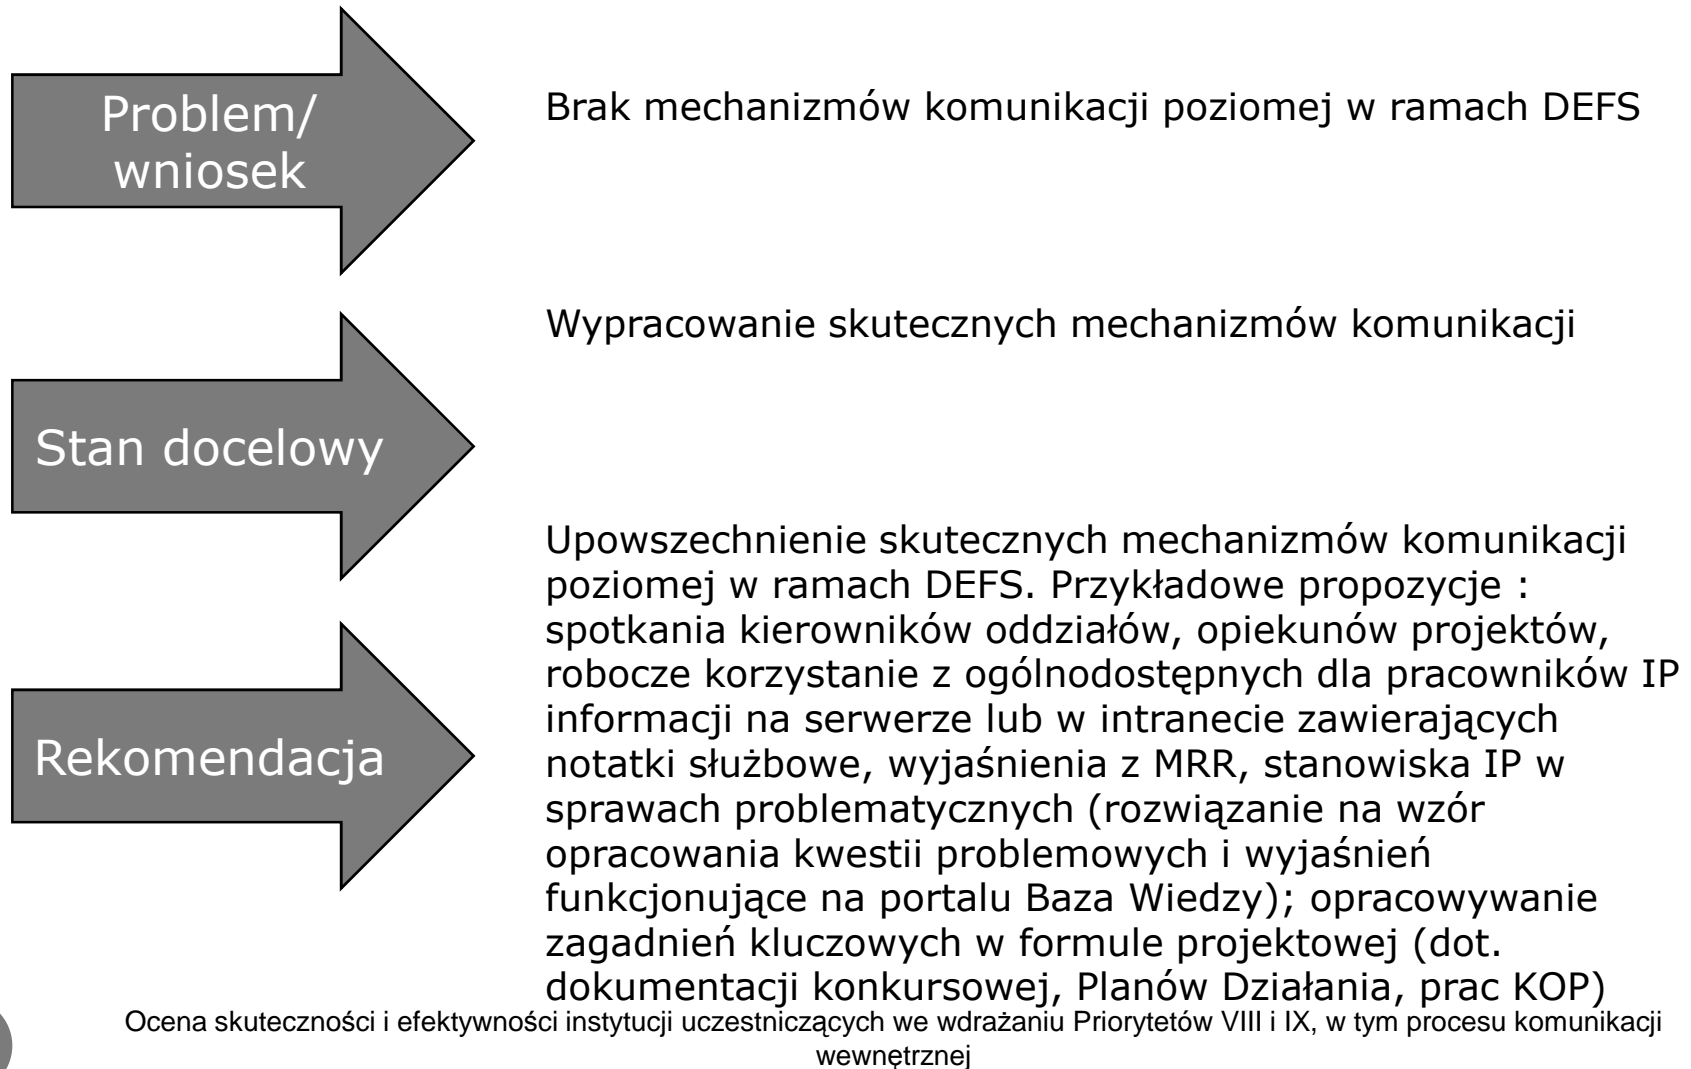 Problem/
wniosek
Brak mechanizmów komunikacji poziomej w ramach DEFS
Stan docelowy
Wypracowanie skutecznych mechanizmów komunikacji
Rekomendacja
Upowszechnienie skutecznych mechanizmów komunikacji
poziomej w ramach DEFS. Przykładowe propozycje :
spotkania kierowników oddziałów, opiekunów projektów,
robocze korzystanie z ogólnodostępnych dla pracowników IP
informacji na serwerze lub w intranecie zawierających
notatki służbowe, wyjaśnienia z MRR, stanowiska IP w
sprawach problematycznych (rozwiązanie na wzór
opracowania kwestii problemowych i wyjaśnień
funkcjonujące na portalu Baza Wiedzy); opracowywanie
zagadnień kluczowych w formule projektowej (dot.
dokumentacji konkursowej, Planów Działania, prac KOP)
Ocena skuteczności i efektywności instytucji uczestniczących we wdrażaniu Priorytetów VIII i IX, w tym procesu komunikacji
wewnętrznej